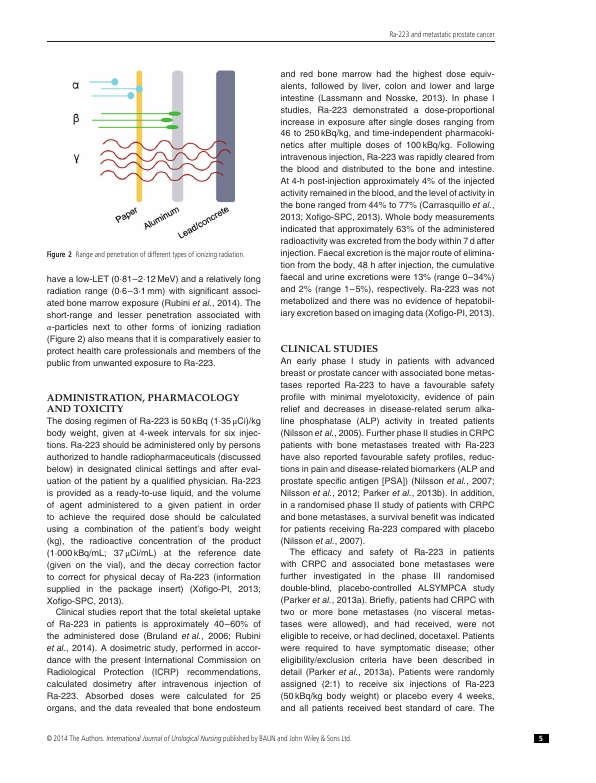 Ra-223 and metastatic prostate cancer
α
β
γ
Paper
Aluminum
Lead/concrete
Figure 2 Range and penetration of different types of ionizing radiation.
have a low-LET (0·81–2·12 MeV) and a relatively long
radiation range (0·6–3·1 mm) with significant associ-
ated bone marrow exposure (Rubini et al., 2014). The
short-range and lesser penetration associated with
α-particles next to other forms of ionizing radiation
(Figure 2) also means that it is comparatively easier to
protect health care professionals and members of the
public from unwanted exposure to Ra-223.
ADMINISTRATION, PHARMACOLOGY
AND TOXICITY
The dosing regimen of Ra-223 is 50 kBq (1·35 μCi)/kg
body weight, given at 4-week intervals for six injec-
tions. Ra-223 should be administered only by persons
authorized to handle radiopharmaceuticals (discussed
below) in designated clinical settings and after eval-
uation of the patient by a qualified physician. Ra-223
is provided as a ready-to-use liquid, and the volume
of agent administered to a given patient in order
to achieve the required dose should be calculated
using a combination of the patient's body weight
(kg), the radioactive concentration of the product
(1·000 kBq/mL; 37 μCi/mL) at the reference date
(given on the vial), and the decay correction factor
to correct for physical decay of Ra-223 (information
supplied in the package insert) (Xofigo-PI, 2013;
Xofigo-SPC, 2013).
Clinical studies report that the total skeletal uptake
of Ra-223 in patients is approximately 40–60% of
the administered dose (Bruland et al., 2006; Rubini
et al., 2014). A dosimetric study, performed in accor-
dance with the present International Commission on
Radiological Protection (ICRP) recommendations,
calculated dosimetry after intravenous injection of
Ra-223. Absorbed doses were calculated for 25
organs, and the data revealed that bone endosteum
and red bone marrow had the highest dose equiv-
alents, followed by liver, colon and lower and large
intestine (Lassmann and Nosske, 2013). In phase I
studies, Ra-223 demonstrated a dose-proportional
increase in exposure after single doses ranging from
46 to 250 kBq/kg, and time-independent pharmacoki-
netics after multiple doses of 100 kBq/kg. Following
intravenous injection, Ra-223 was rapidly cleared from
the blood and distributed to the bone and intestine.
At 4-h post-injection approximately 4% of the injected
activity remained in the blood, and the level of activity in
the bone ranged from 44% to 77% (Carrasquillo et al.,
2013; Xofigo-SPC, 2013). Whole body measurements
indicated that approximately 63% of the administered
radioactivity was excreted from the body within 7 d after
injection. Faecal excretion is the major route of elimina-
tion from the body, 48 h after injection, the cumulative
faecal and urine excretions were 13% (range 0–34%)
and 2% (range 1–5%), respectively. Ra-223 was not
metabolized and there was no evidence of hepatobil-
iary excretion based on imaging data (Xofigo-PI, 2013).
CLINICAL STUDIES
An early phase I study in patients with advanced
breast or prostate cancer with associated bone metas-
tases reported Ra-223 to have a favourable safety
profile with minimal myelotoxicity, evidence of pain
relief and decreases in disease-related serum alka-
line phosphatase (ALP) activity in treated patients
(Nilsson et al., 2005). Further phase II studies in CRPC
patients with bone metastases treated with Ra-223
have also reported favourable safety profiles, reduc-
tions in pain and disease-related biomarkers (ALP and
prostate specific antigen [PSA]) (Nilsson et al., 2007;
Nilsson et al., 2012; Parker et al., 2013b). In addition,
in a randomised phase II study of patients with CRPC
and bone metastases, a survival benefit was indicated
for patients receiving Ra-223 compared with placebo
(Nilsson et al., 2007).
The efficacy and safety of Ra-223 in patients
with CRPC and associated bone metastases were
further investigated in the phase III randomised
double-blind, placebo-controlled ALSYMPCA study
(Parker et al., 2013a). Briefly, patients had CRPC with
two or more bone metastases (no visceral metas-
tases were allowed), and had received, were not
eligible to receive, or had declined, docetaxel. Patients
were required to have symptomatic disease; other
eligibility/exclusion criteria have been described in
detail (Parker et al., 2013a). Patients were randomly
assigned (2:1) to receive six injections of Ra-223
(50 kBq/kg body weight) or placebo every 4 weeks,
and all patients received best standard of care. The
© 2014 The Authors. International Journal of Urological Nursing published by BAUN and John Wiley & Sons Ltd.
5